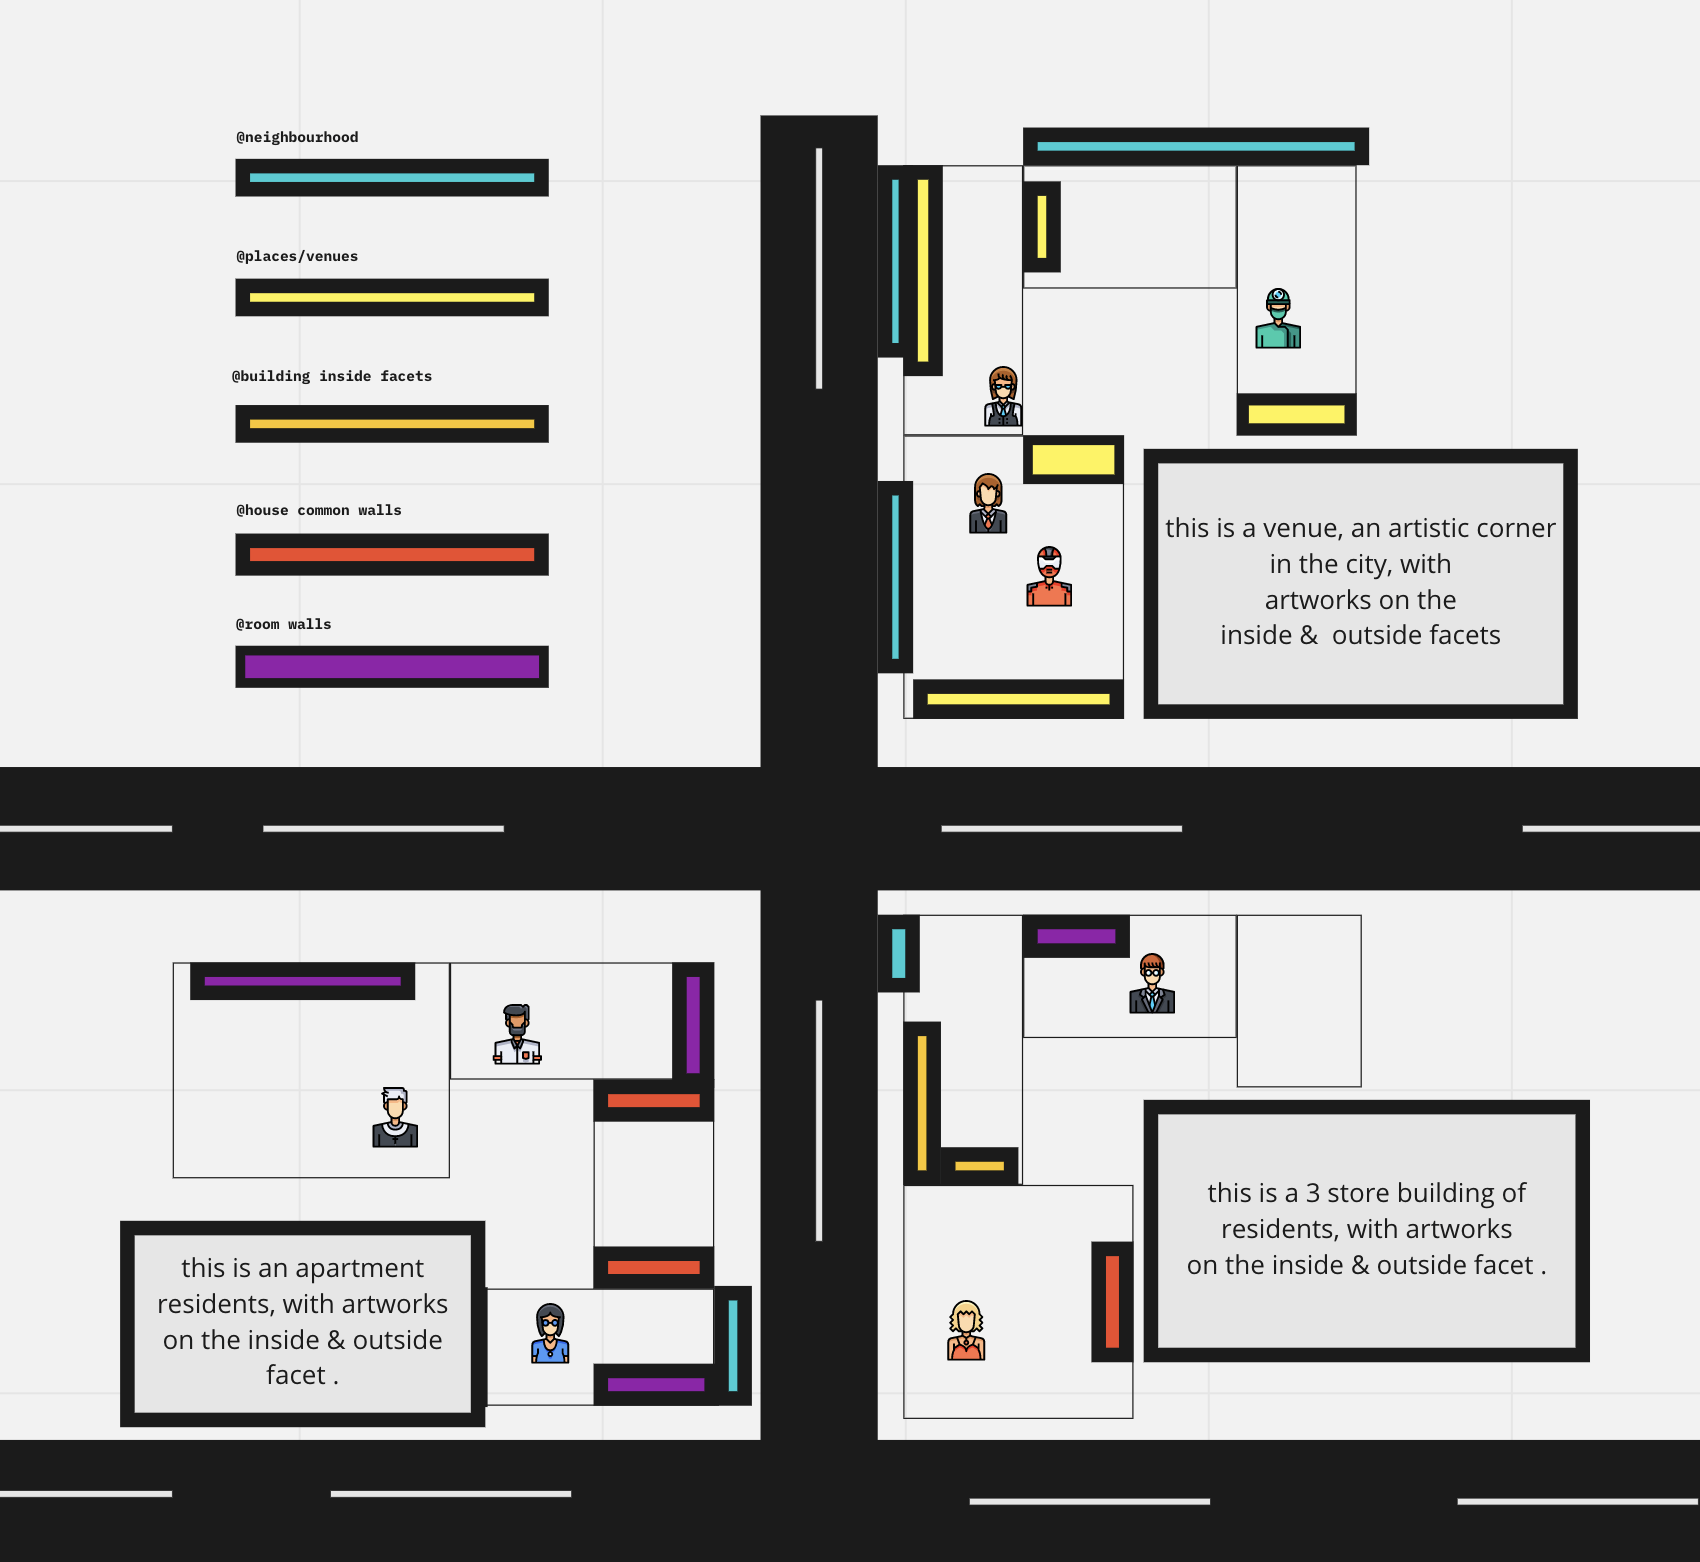 @neighbourhood
@places/venues
@building inside facets
@house common walls
@room walls
this is a venue, an artistic corner
in the city, with
artworks on the
inside &  outside facets
this is an apartment
residents, with artworks
on the inside & outside
facet .
this is a 3 store building of
residents, with artworks
on the inside & outside facet .